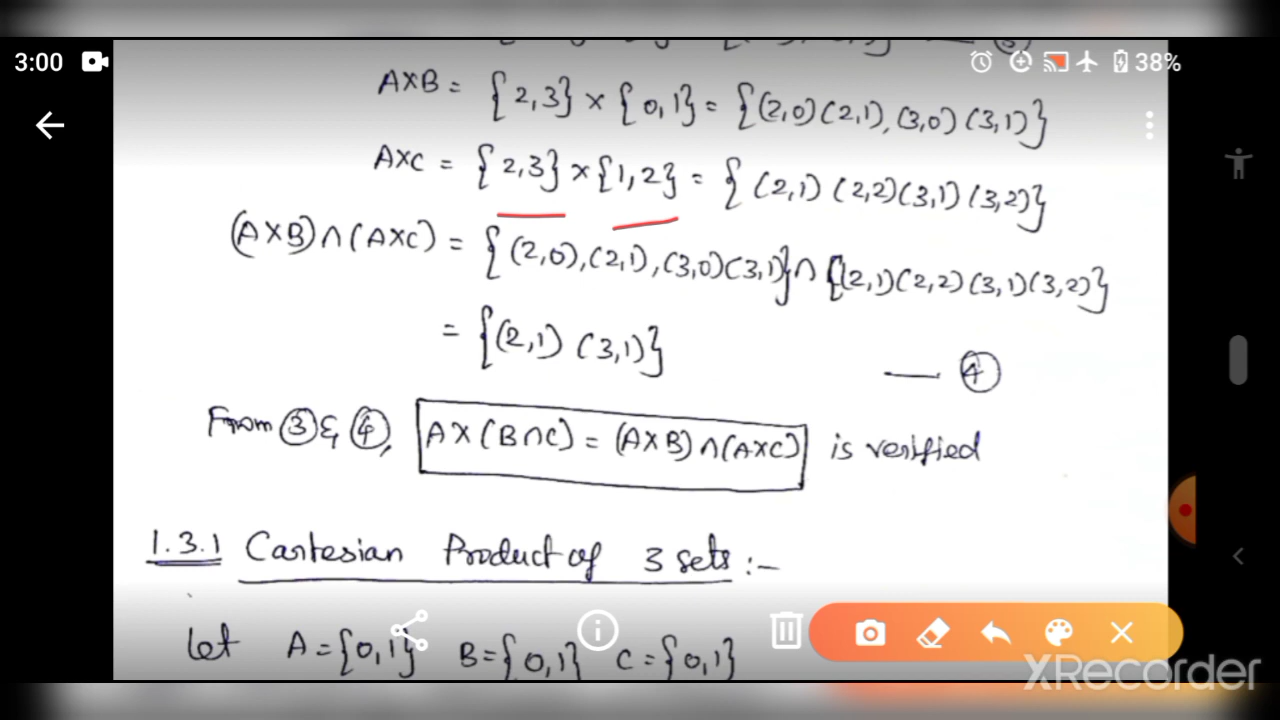 3:00
38%
A×B = {2,3} × {0,1} = {(2,0)(2,1),(3,0)(3,1)}
A×C = {2,3} × {1,2} = {(2,1)(2,2)(3,1)(3,2)}
(A×B)∩(A×C) = {(2,0),(2,1),(3,0)(3,1)}∩{(2,1)(2,2)(3,1)(3,2)}
= {(2,1) (3,1)}
— ④
From ③ & ④, A×(B∩C) = (A×B)∩(A×C) is verified
1.3.1 Cartesian Product of 3 sets :-
Let A={0,1} B={0,1} C={0,1}
XRecorder